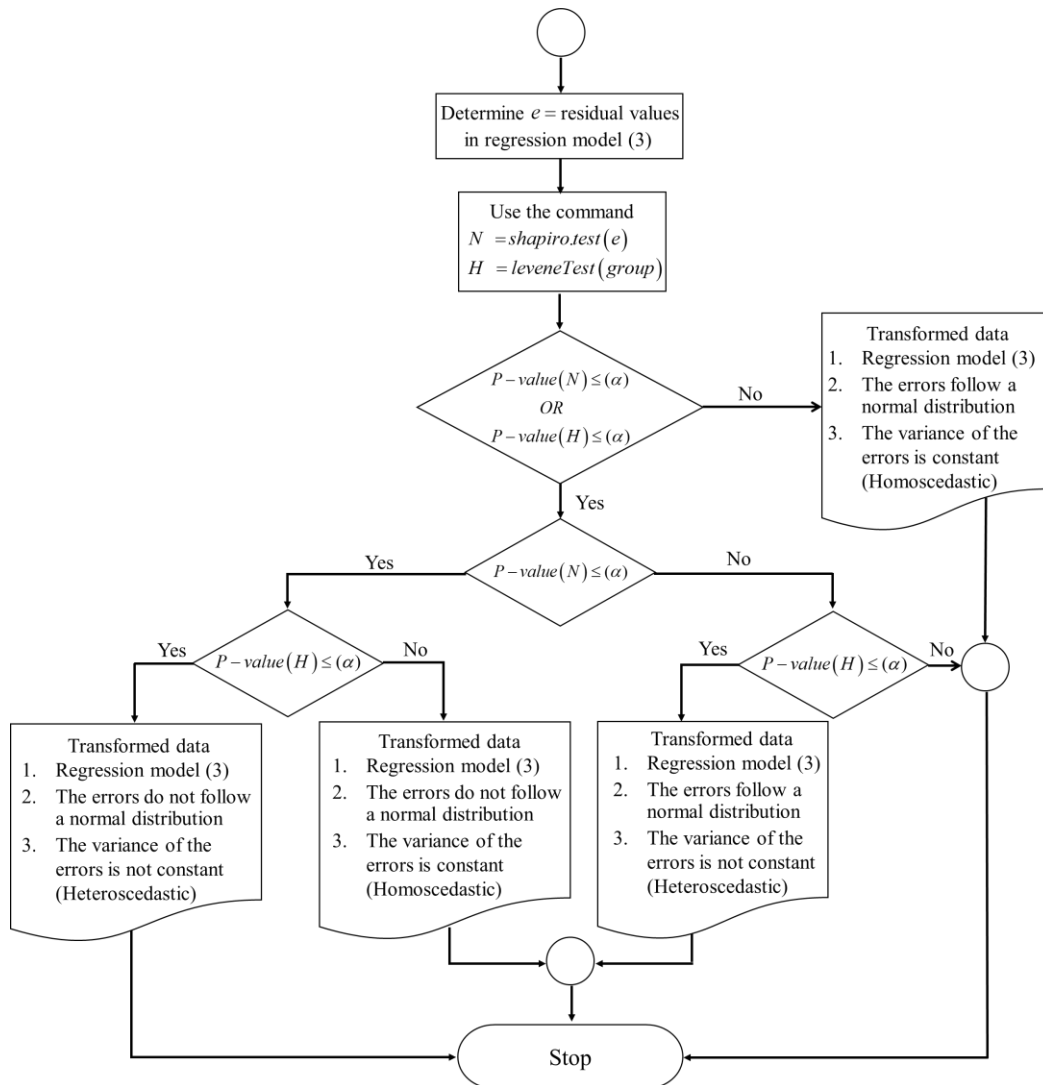 Determine e = residual values
in regression model (3)
Use the command
N = shapiro.test(e)
H = leveneTest(group)
P − value(N) ≤ (α)
OR
P − value(H) ≤ (α)
No
Transformed data
1. Regression model (3)
2. The errors follow a
normal distribution
3. The variance of the
errors is constant
(Homoscedastic)
Yes
P − value(N) ≤ (α)
Yes
No
P − value(H) ≤ (α)
Yes
No
P − value(H) ≤ (α)
Yes
No
Transformed data
1. Regression model (3)
2. The errors do not follow
a normal distribution
3. The variance of the
errors is not constant
(Heteroscedastic)
Transformed data
1. Regression model (3)
2. The errors do not follow
a normal distribution
3. The variance of the
errors is constant
(Homoscedastic)
Transformed data
1. Regression model (3)
2. The errors follow a
normal distribution
3. The variance of the
errors is not constant
(Heteroscedastic)
Stop